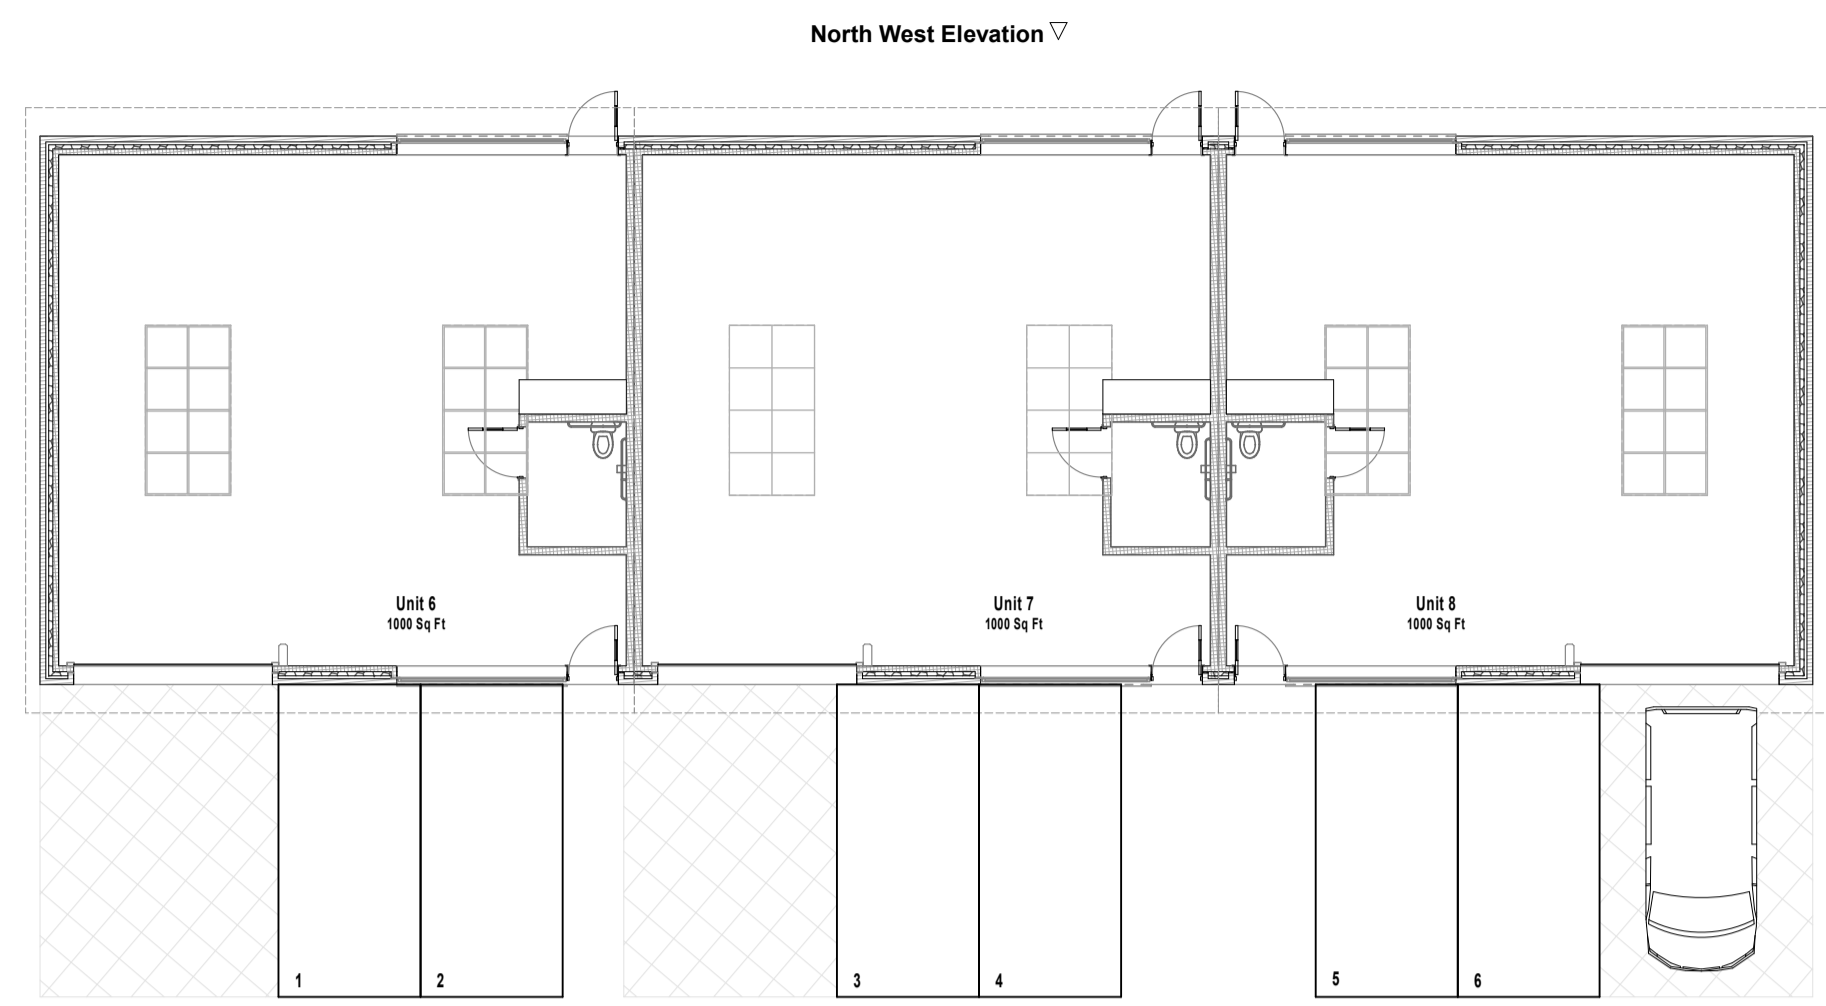 North West Elevation
Unit 6
1000 Sq Ft
Unit 7
1000 Sq Ft
Unit 8
1000 Sq Ft
1
2
3
4
5
6